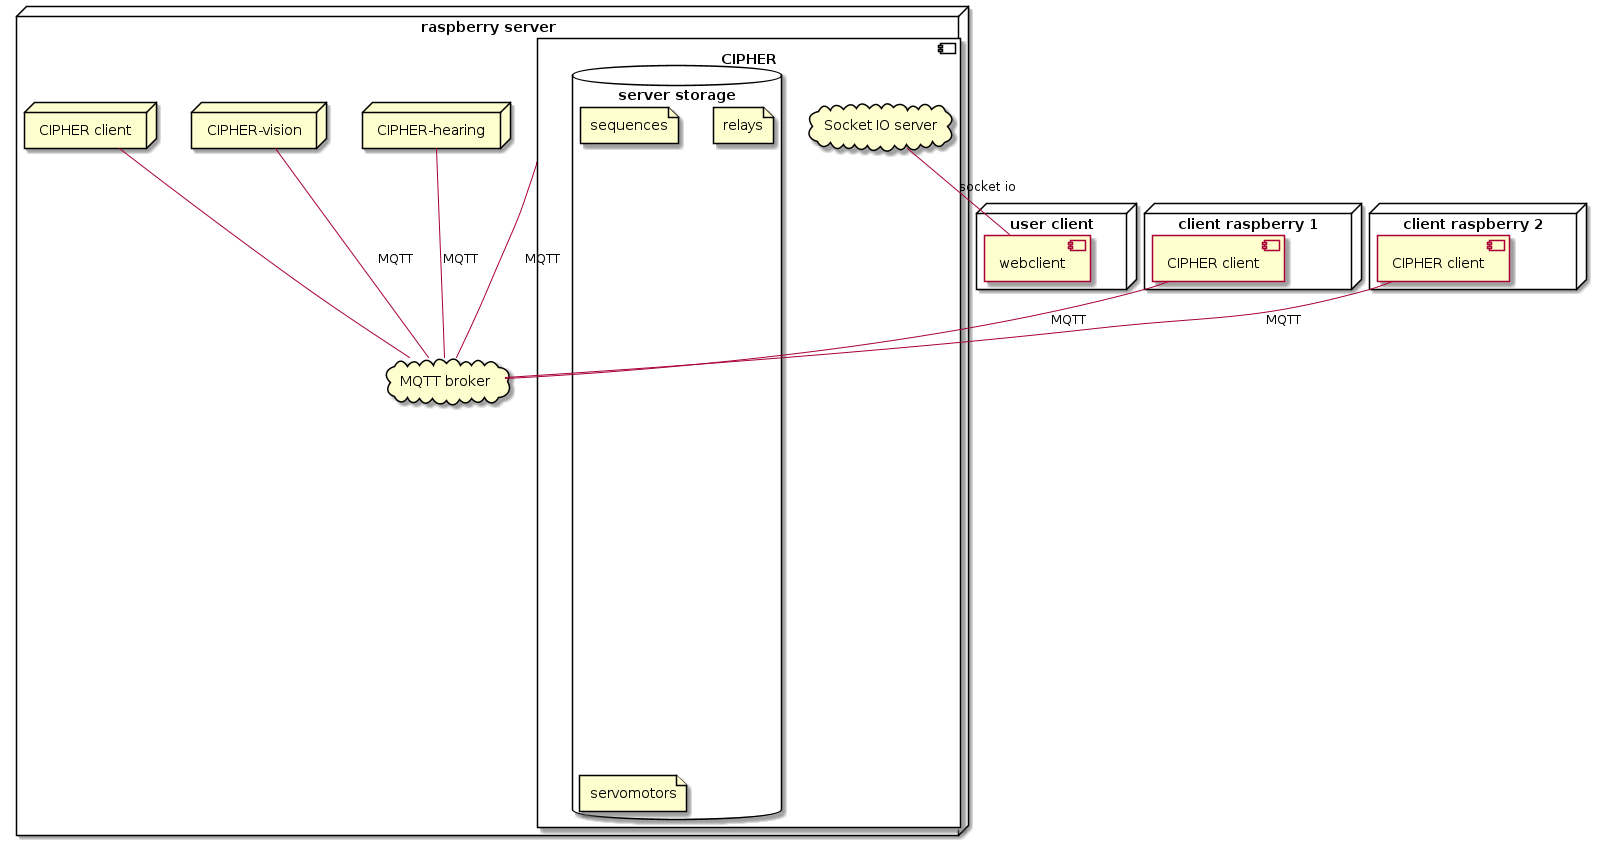 raspberry server
CIPHER
server storage
sequences
relays
Socket IO server
CIPHER client
CIPHER-vision
CIPHER-hearing
socket io
user client
client raspberry 1
client raspberry 2
webclient
CIPHER client
CIPHER client
MQTT
MQTT
MQTT
MQTT
MQTT
MQTT broker
servomotors